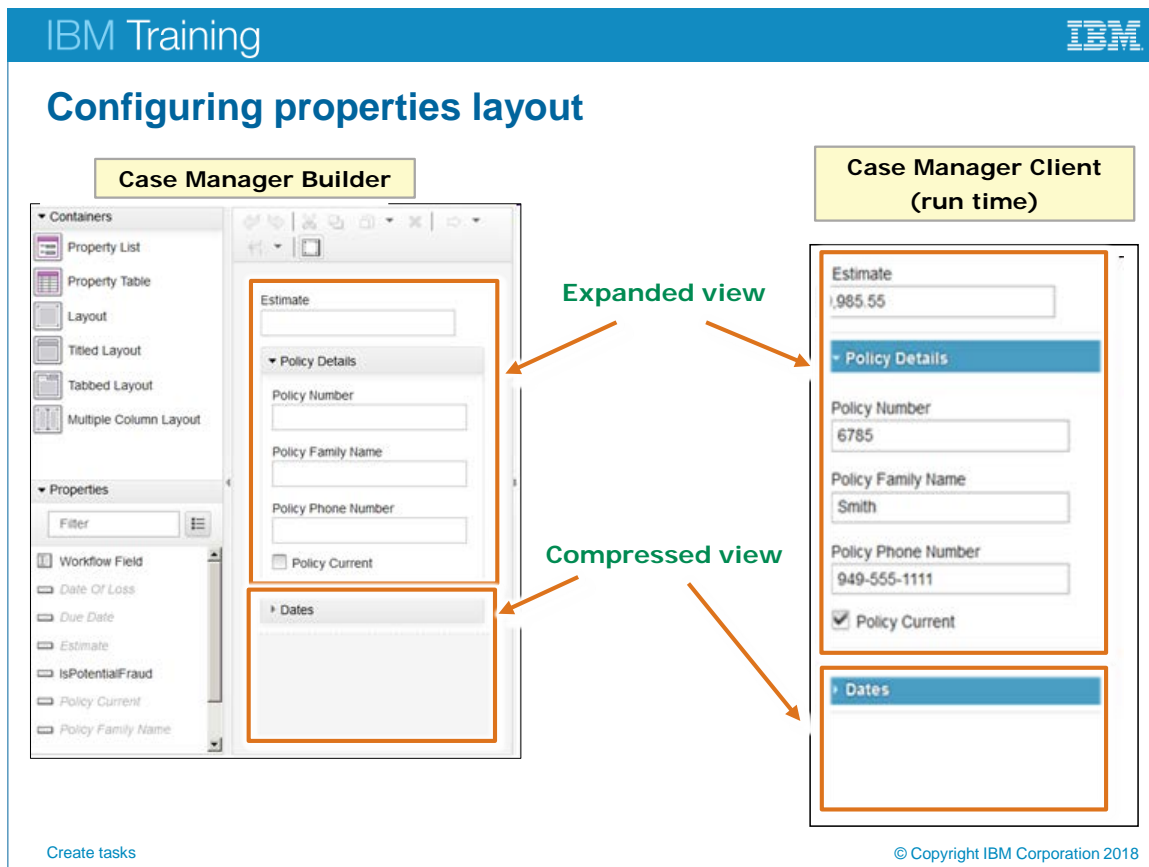 IBM Training
IBM
Configuring properties layout
Case Manager Builder
Containers
Property List
Property Table
Layout
Titled Layout
Tabbed Layout
Multiple Column Layout
Properties
Filter
Workflow Field
Date Of Loss
Due Date
Estimate
IsPotentialFraud
Policy Current
Policy Family Name
Estimate
Policy Details
Policy Number
Policy Family Name
Policy Phone Number
Policy Current
Dates
Expanded view
Compressed view
Case Manager Client
(run time)
Estimate
,985.55
Policy Details
Policy Number
6785
Policy Family Name
Smith
Policy Phone Number
949-555-1111
Policy Current
Dates
Create tasks
© Copyright IBM Corporation 2018